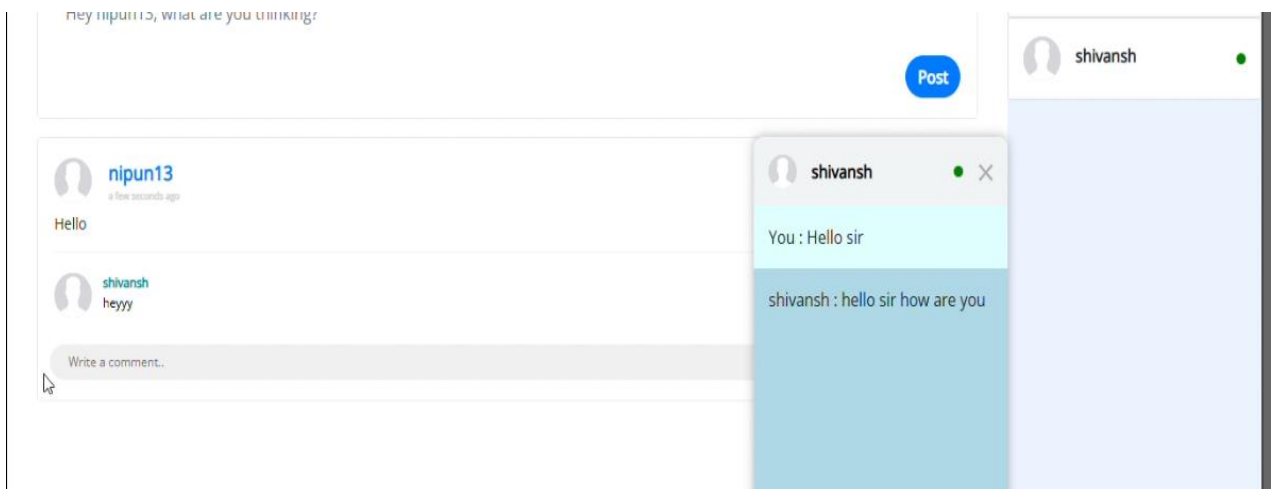 Hey nipun13, what are you thinking?
Post
nipun13
a few seconds ago
Hello
shivansh
heyyy
Write a comment..
shivansh
You : Hello sir
shivansh : hello sir how are you
shivansh